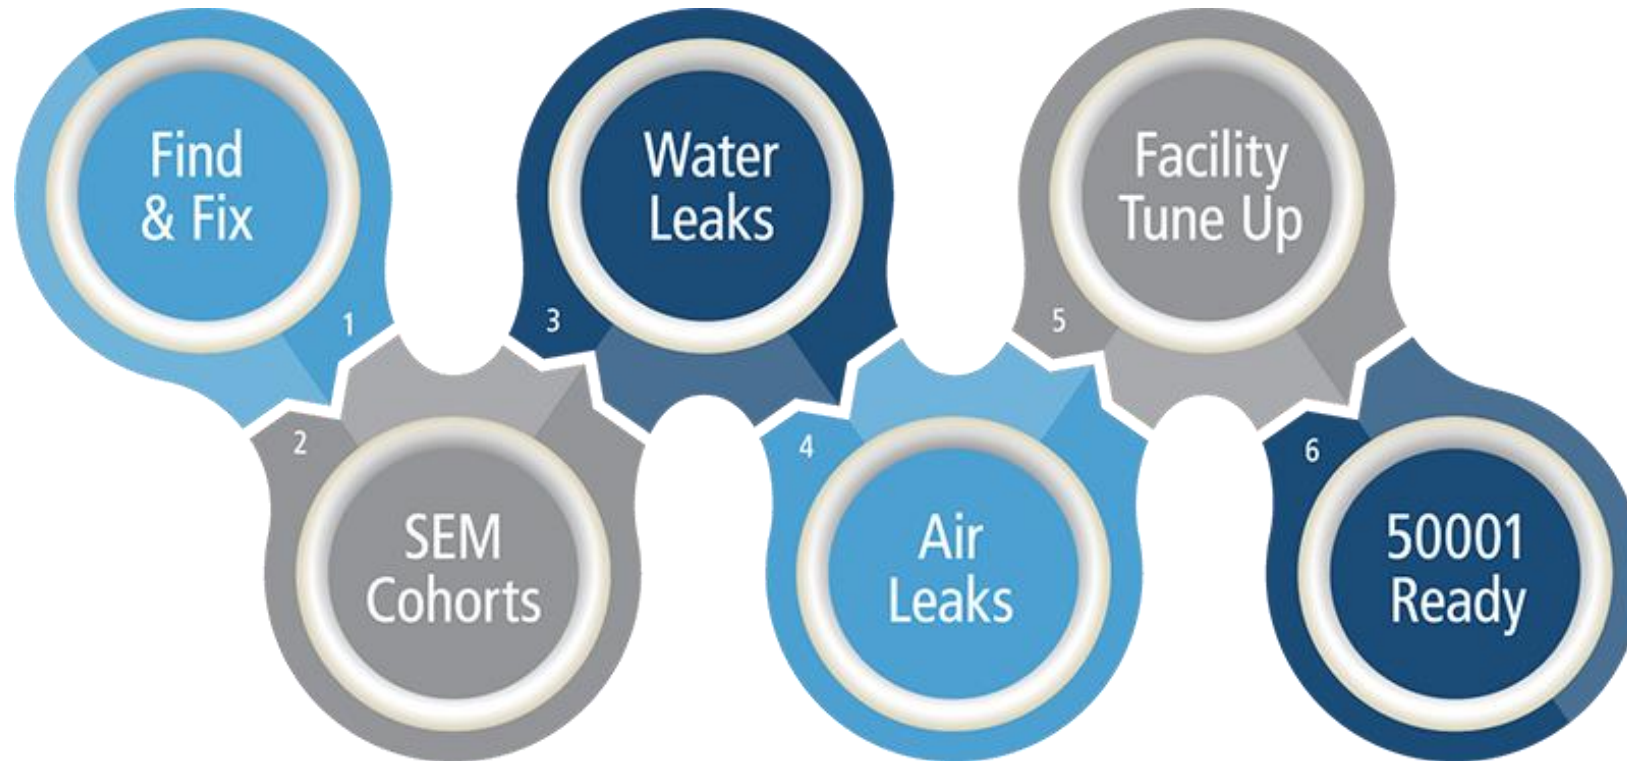 Find
& Fix
1
2
SEM
Cohorts
3
Water
Leaks
4
Air
Leaks
5
Facility
Tune Up
6
50001
Ready